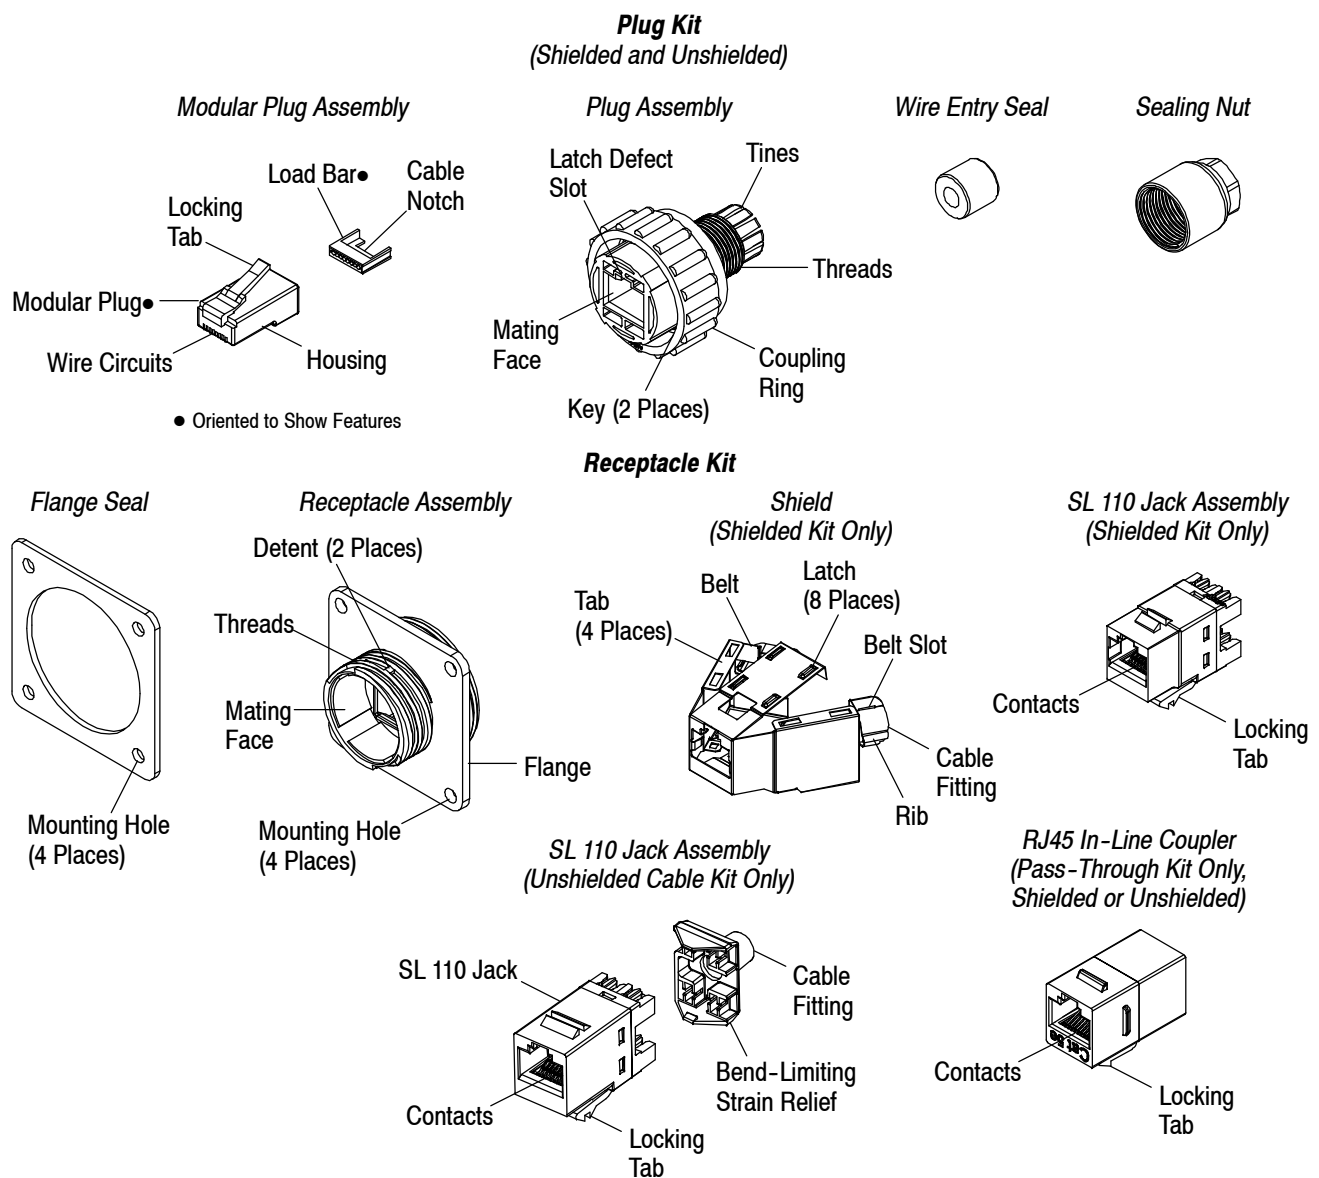 Plug Kit
(Shielded and Unshielded)
Modular Plug Assembly
Plug Assembly
Wire Entry Seal
Sealing Nut
Load Bar●
Cable
Notch
Locking
Tab
Modular Plug●
Wire Circuits
Housing
● Oriented to Show Features
Latch Defect
Slot
Tines
Threads
Mating
Face
Coupling
Ring
Key (2 Places)
Receptacle Kit
Flange Seal
Receptacle Assembly
Shield
(Shielded Kit Only)
SL 110 Jack Assembly
(Shielded Kit Only)
Mounting Hole
(4 Places)
Detent (2 Places)
Threads
Mating
Face
Flange
Mounting Hole
(4 Places)
Tab
(4 Places)
Belt
Latch
(8 Places)
Belt Slot
Cable
Fitting
Rib
Contacts
Locking
Tab
SL 110 Jack Assembly
(Unshielded Cable Kit Only)
RJ45 In-Line Coupler
(Pass-Through Kit Only,
Shielded or Unshielded)
SL 110 Jack
Cable
Fitting
Bend-Limiting
Strain Relief
Contacts
Locking
Tab
Contacts
Locking
Tab